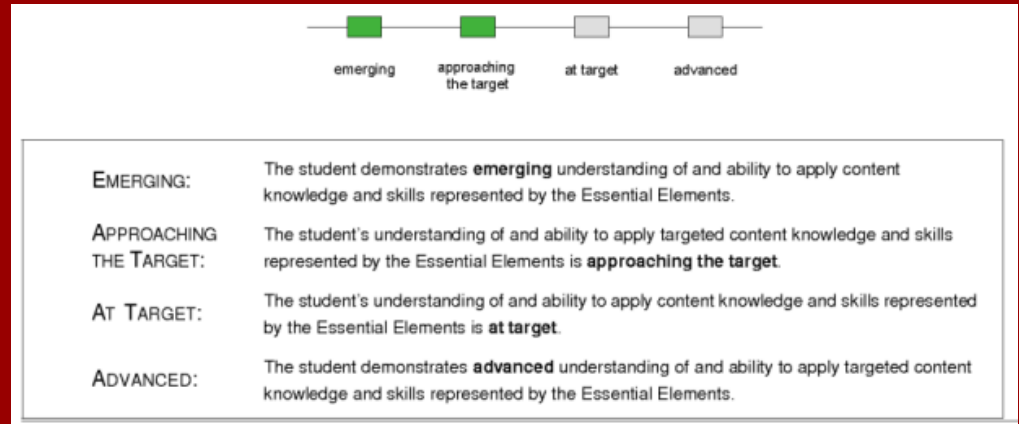 emerging
approaching
the target
at target
advanced
EMERGING:
The student demonstrates emerging understanding of and ability to apply content
knowledge and skills represented by the Essential Elements.
APPROACHING
THE TARGET:
The student's understanding of and ability to apply targeted content knowledge and skills
represented by the Essential Elements is approaching the target.
AT TARGET:
The student's understanding of and ability to apply content knowledge and skills represented
by the Essential Elements is at target.
ADVANCED:
The student demonstrates advanced understanding of and ability to apply targeted content
knowledge and skills represented by the Essential Elements.